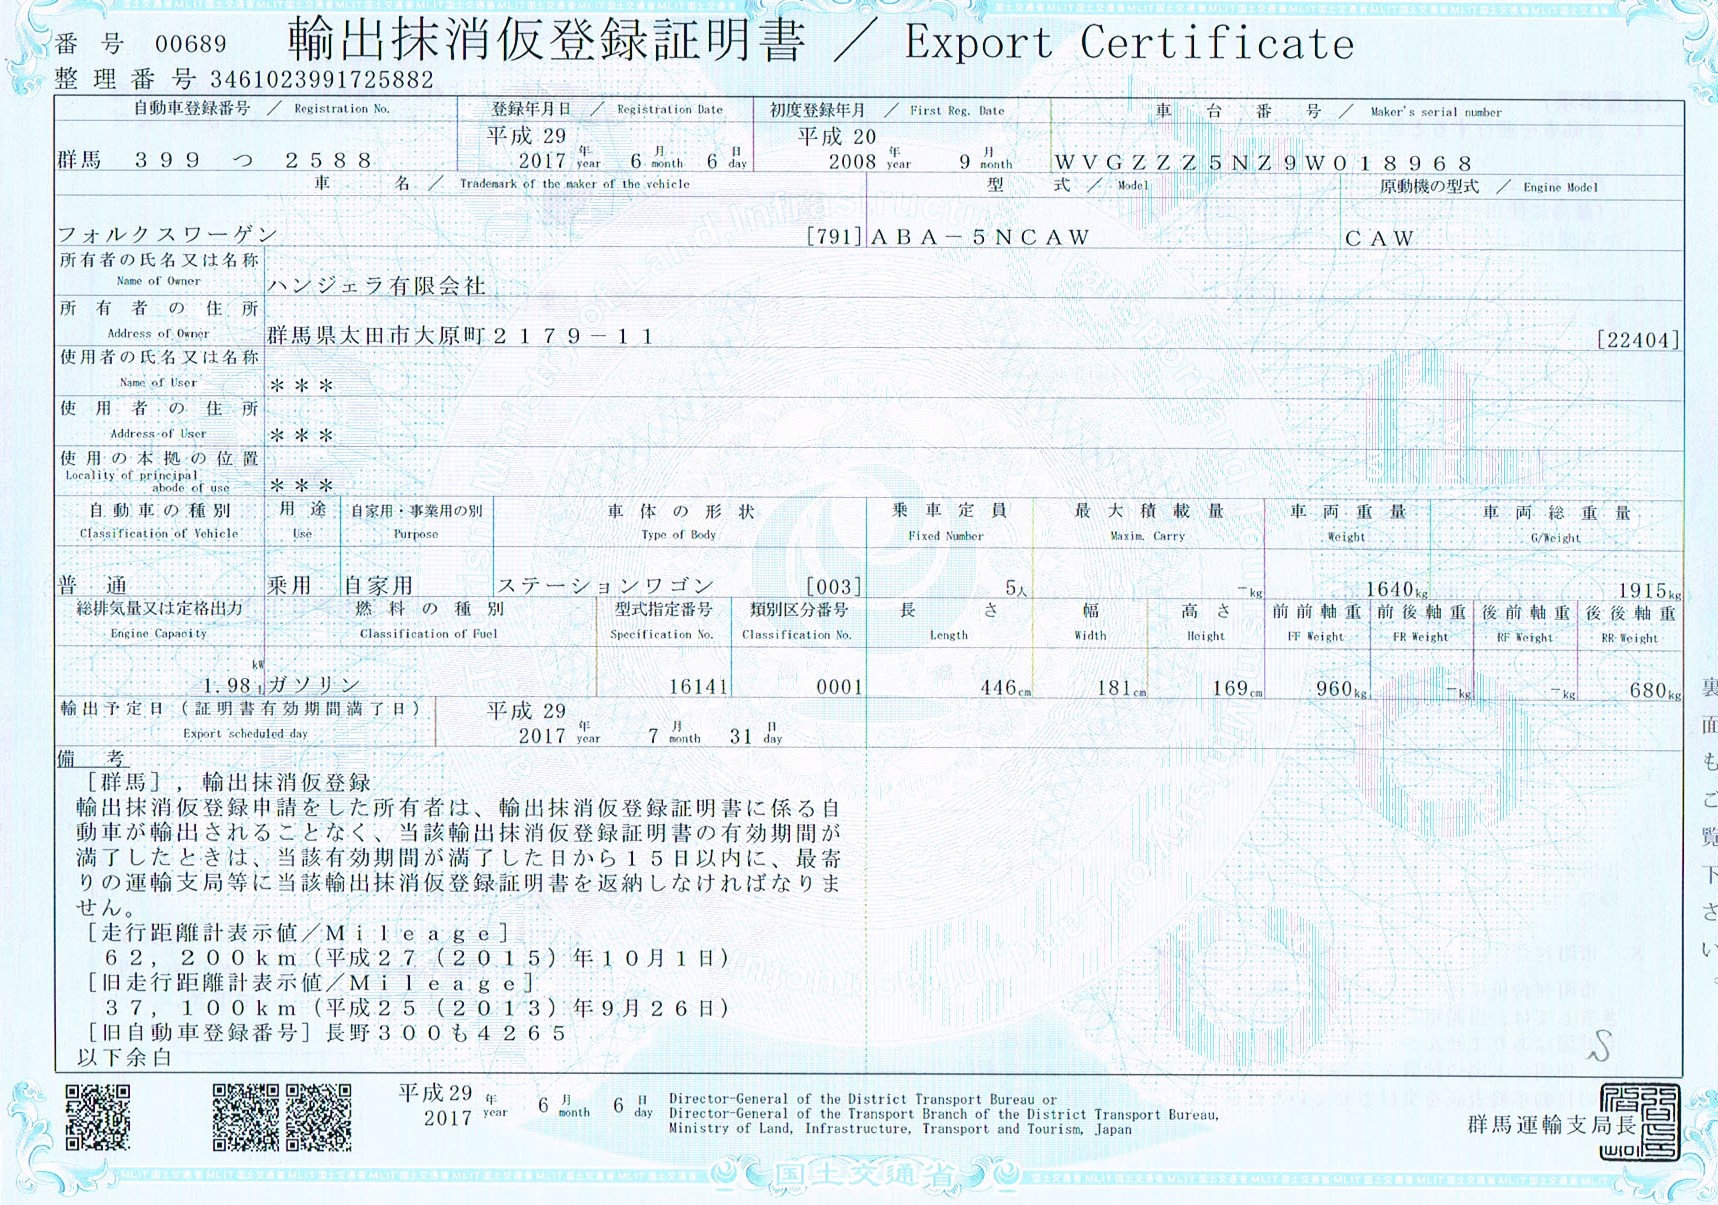 番 号 00689 輸出抹消仮登録証明書 ／ Export Certificate
整 理 番 号 3461023991725882
自動車登録番号 ／ Registration No. 登録年月日 ／ Registration Date 初度登録年月 ／ First Reg. Date 車 台 番 号 ／ Maker's serial number
平成 29 平成 20
群馬 ３９９ つ ２５８８ 2017 年 year 6 月 month 6 日 day 2008 年 year 9 月 month ＷＶＧＺＺＺ５ＮＺ９Ｗ０１８９６８
車 名 ／ Trademark of the maker of the vehicle 型 式 ／ Model 原動機の型式 ／ Engine Model
フォルクスワーゲン [791] ＡＢＡ－５ＮＣＡＷ ＣＡＷ
所有者の氏名又は名称
Name of Owner ハンジェラ有限会社
所 有 者 の 住 所
Address of Owner 群馬県太田市大原町２１７９－１１ [22404]
使用者の氏名又は名称
Name of User ＊＊＊
使 用 者 の 住 所
Address of User ＊＊＊
使 用 の 本 拠 の 位 置
Locality of principal
abode of use ＊＊＊
自 動 車 の 種 別 用 途 自家用・事業用の別 車 体 の 形 状 乗 車 定 員 最 大 積 載 量 車 両 重 量 車 両 総 重 量
Classification of Vehicle Use Purpose Type of Body Fixed Number Maxim. Carry Weight G/Weight
普 通 乗用 自家用 ステーションワゴン [003] 5人 －kg 1640kg 1915kg
総排気量又は定格出力 燃 料 の 種 別 型式指定番号 類別区分番号 長 さ 幅 高 さ 前 前 軸 重 前 後 軸 重 後 前 軸 重 後 後 軸 重
Engine Capacity Classification of Fuel Specification No. Classification No. Length Width Height FF Weight FR Weight RF Weight RR Weight
kW
1.98 l ガソリン 16141 0001 446cm 181cm 169cm 960kg －kg －kg 680kg
輸出予定日（証明書有効期間満了日） 平成 29
Export scheduled day 2017 年 year 7 月 month 31 日 day
備 考
［群馬］，輸出抹消仮登録
輸出抹消仮登録申請をした所有者は、輸出抹消仮登録証明書に係る自
動車が輸出されることなく、当該輸出抹消仮登録証明書の有効期間が
満了したときは、当該有効期間が満了した日から１５日以内に、最寄
りの運輸支局等に当該輸出抹消仮登録証明書を返納しなければなりま
せん。
［走行距離計表示値／Ｍｉｌｅａｇｅ］
６２，２００ｋｍ（平成２７（２０１５）年１０月１日）
［旧走行距離計表示値／Ｍｉｌｅａｇｅ］
３７，１００ｋｍ（平成２５（２０１３）年９月２６日）
［旧自動車登録番号］長野３００も４２６５
以下余白
裏面もご覧下さい。
平成 29
2017 年 year 6 月 month 6 日 day
Director-General of the District Transport Bureau or
Director-General of the Transport Branch of the District Transport Bureau,
Ministry of Land, Infrastructure, Transport and Tourism, Japan
群馬運輸支局長
国土交通省